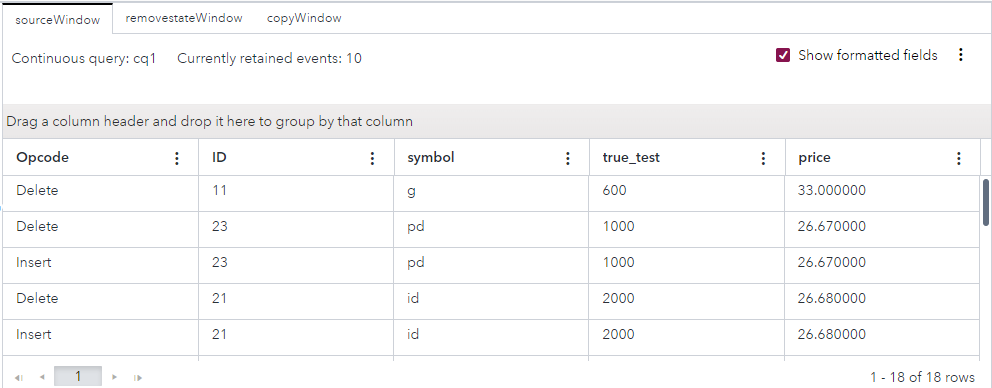 sourceWindow removestateWindow copyWindow
Continuous query: cq1 Currently retained events: 10 Show formatted fields
Drag a column header and drop it here to group by that column
Opcode ID symbol true_test price
Delete 11 g 600 33.000000
Delete 23 pd 1000 26.670000
Insert 23 pd 1000 26.670000
Delete 21 id 2000 26.680000
Insert 21 id 2000 26.680000
1 1 - 18 of 18 rows